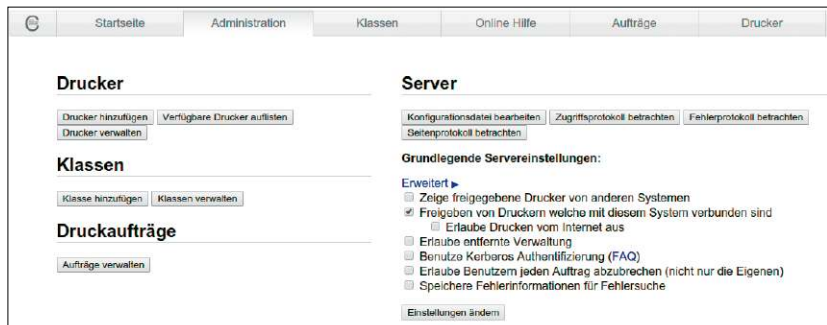 Startseite Administration Klassen Online Hilfe Aufträge Drucker
Drucker
Drucker hinzufügen Verfügbare Drucker auflisten
Drucker verwalten
Klassen
Klasse hinzufügen Klassen verwalten
Druckaufträge
Aufträge verwalten
Server
Konfigurationsdatei bearbeiten Zugriffsprotokoll betrachten Fehlerprotokoll betrachten
Seitenprotokoll betrachten
Grundlegende Servereinstellungen:
Erweitert ▶
Zeige freigegebene Drucker von anderen Systemen
Freigeben von Druckern welche mit diesem System verbunden sind
Erlaube Drucken vom Internet aus
Erlaube entfernte Verwaltung
Benutze Kerberos Authentifizierung (FAQ)
Erlaube Benutzern jeden Auftrag abzubrechen (nicht nur die Eigenen)
Speichere Fehlerinformationen für Fehlersuche
Einstellungen ändern